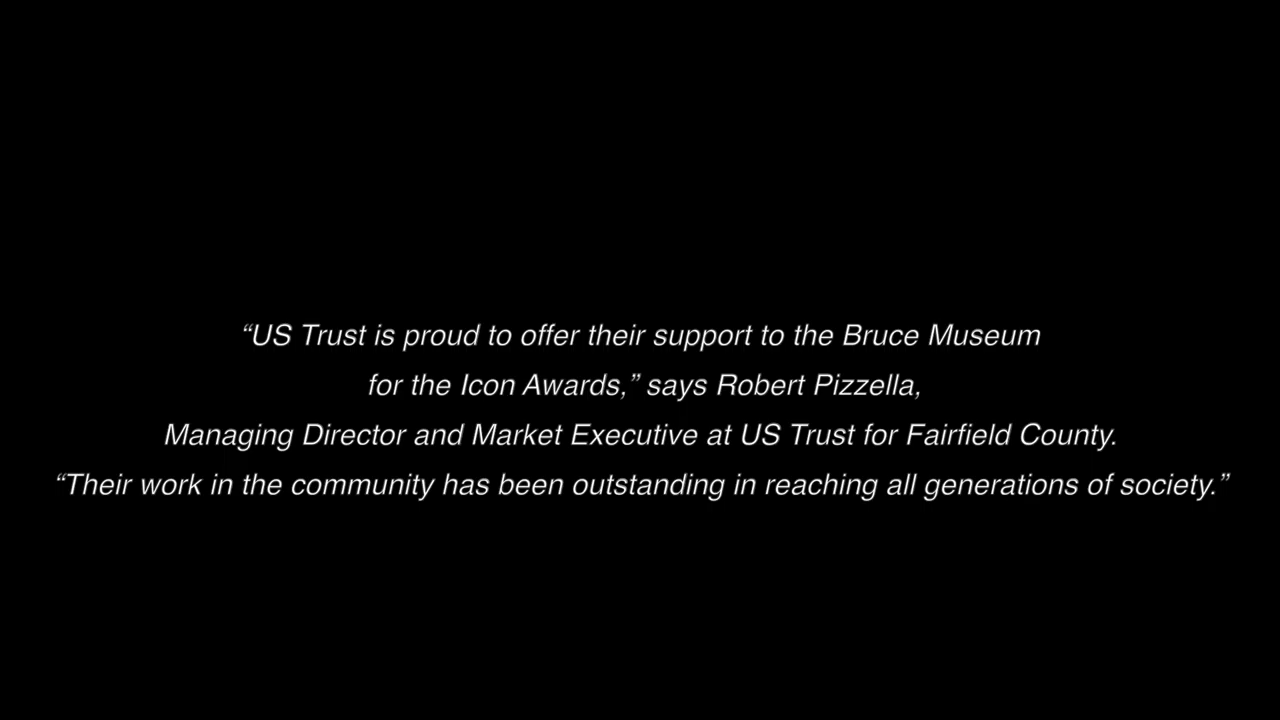 “US Trust is proud to offer their support to the Bruce Museum
for the Icon Awards,” says Robert Pizzella,
Managing Director and Market Executive at US Trust for Fairfield County.
“Their work in the community has been outstanding in reaching all generations of society.”